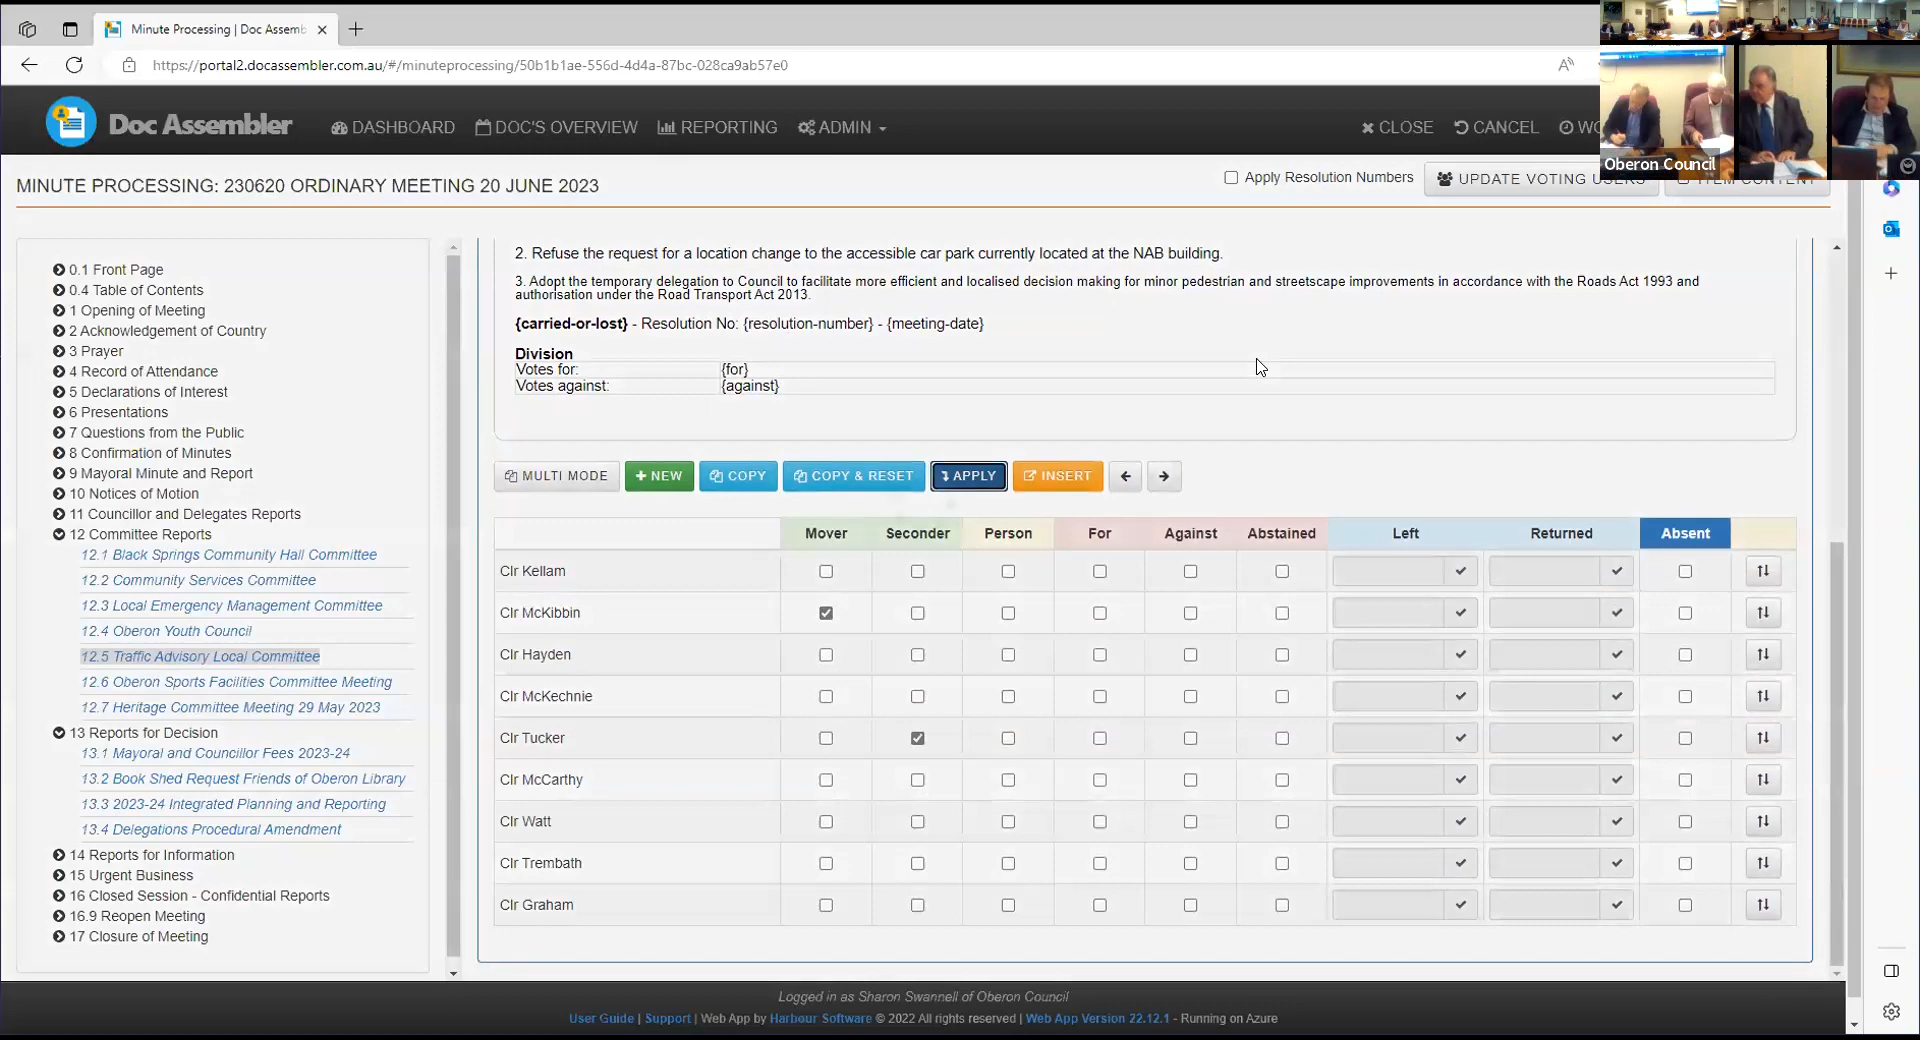 Minute Processing | Doc Assemb
https://portal2.docassembler.com.au/#/minuteprocessing/50b1b1ae-556d-4d4a-87bc-028ca9ab57e0
Doc Assembler
DASHBOARD
DOC'S OVERVIEW
REPORTING
ADMIN
CLOSE
CANCEL
Oberon Council
MINUTE PROCESSING: 230620 ORDINARY MEETING 20 JUNE 2023
Apply Resolution Numbers
UPDATE VOTING USERS
ITEM CONTENT
0.1 Front Page
0.4 Table of Contents
1 Opening of Meeting
2 Acknowledgement of Country
3 Prayer
4 Record of Attendance
5 Declarations of Interest
6 Presentations
7 Questions from the Public
8 Confirmation of Minutes
9 Mayoral Minute and Report
10 Notices of Motion
11 Councillor and Delegates Reports
12 Committee Reports
12.1 Black Springs Community Hall Committee
12.2 Community Services Committee
12.3 Local Emergency Management Committee
12.4 Oberon Youth Council
12.5 Traffic Advisory Local Committee
12.6 Oberon Sports Facilities Committee Meeting
12.7 Heritage Committee Meeting 29 May 2023
13 Reports for Decision
13.1 Mayoral and Councillor Fees 2023-24
13.2 Book Shed Request Friends of Oberon Library
13.3 2023-24 Integrated Planning and Reporting
13.4 Delegations Procedural Amendment
14 Reports for Information
15 Urgent Business
16 Closed Session - Confidential Reports
16.9 Reopen Meeting
17 Closure of Meeting
2. Refuse the request for a location change to the accessible car park currently located at the NAB building.
3. Adopt the temporary delegation to Council to facilitate more efficient and localised decision making for minor pedestrian and streetscape improvements in accordance with the Roads Act 1993 and
authorisation under the Road Transport Act 2013.
{carried-or-lost} - Resolution No: {resolution-number} - {meeting-date}
Division
Votes for: {for}
Votes against: {against}
MULTI MODE
NEW
COPY
COPY & RESET
APPLY
INSERT
Mover Seconder Person For Against Abstained Left Returned Absent
Clr Kellam
Clr McKibbin
Clr Hayden
Clr McKechnie
Clr Tucker
Clr McCarthy
Clr Watt
Clr Trembath
Clr Graham
Logged in as Sharon Swannell of Oberon Council
User Guide | Support | Web App by Harbour Software © 2022 All rights reserved | Web App Version 22.12.1 - Running on Azure